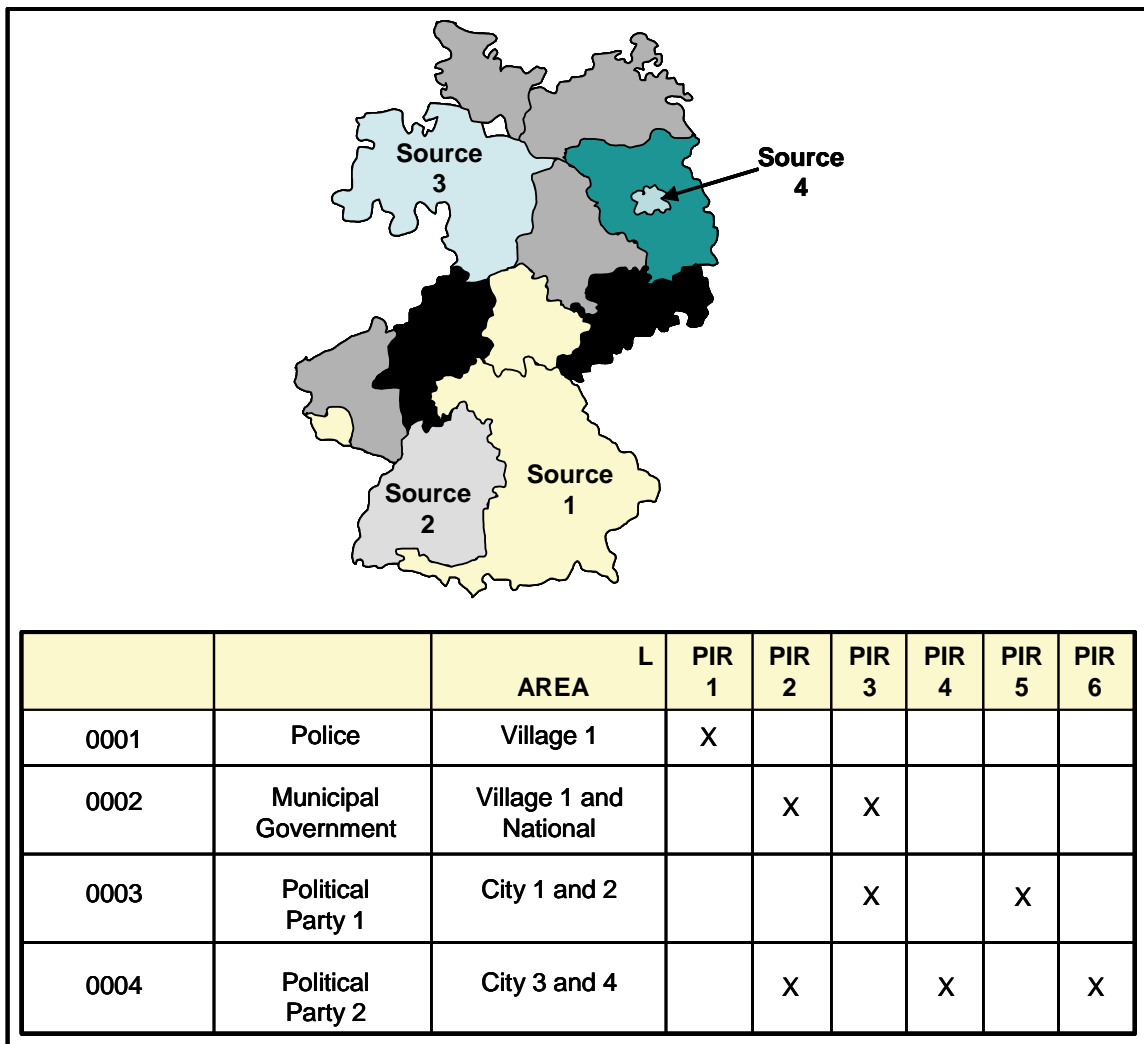 Source
3
Source
4
Source
1
Source
2
L
AREA
PIR
1
PIR
2
PIR
3
PIR
4
PIR
5
PIR
6
0001
Police
Village 1
X
0002
Municipal
Government
Village 1 and
National
X
X
0003
Political
Party 1
City 1 and 2
X
X
0004
Political
Party 2
City 3 and 4
X
X
X